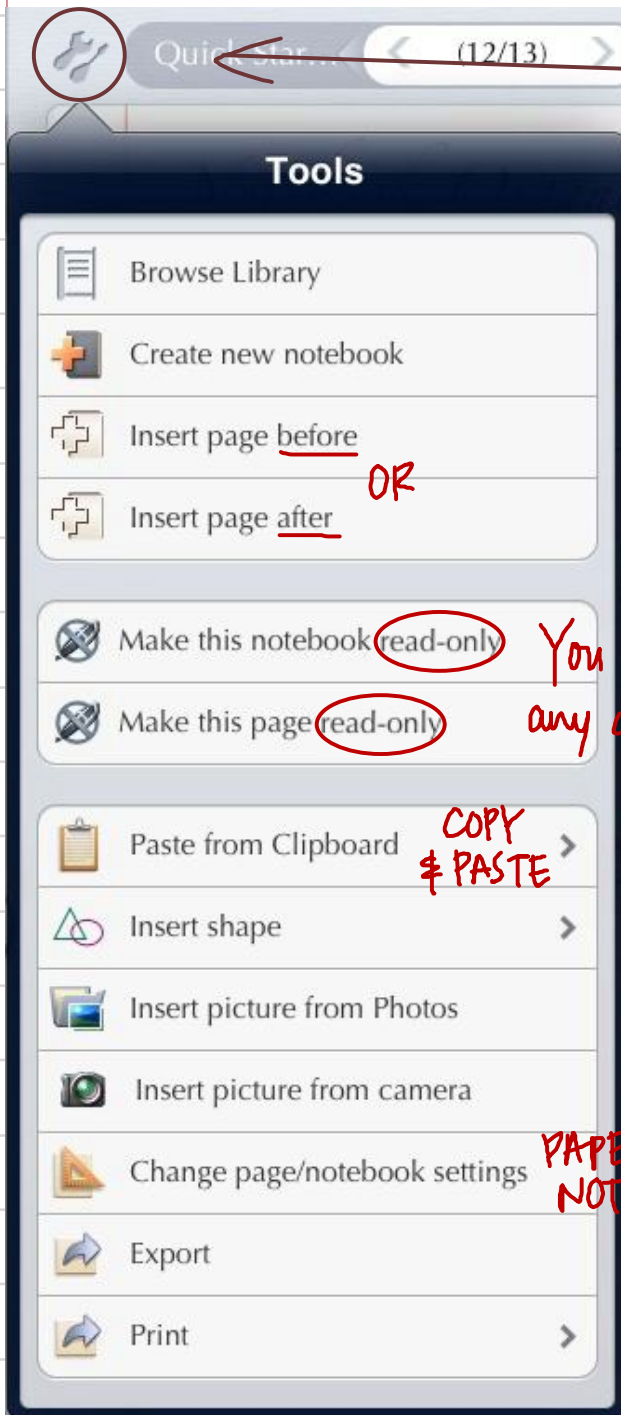 Quick Star... (12/13)
Tools
Browse Library
Create new notebook
Insert page before
OR
Insert page after
Make this notebook read-only
You
Make this page read-only
any
Paste from Clipboard
COPY
& PASTE
Insert shape
Insert picture from Photos
Insert picture from camera
Change page/notebook settings
Export
Print